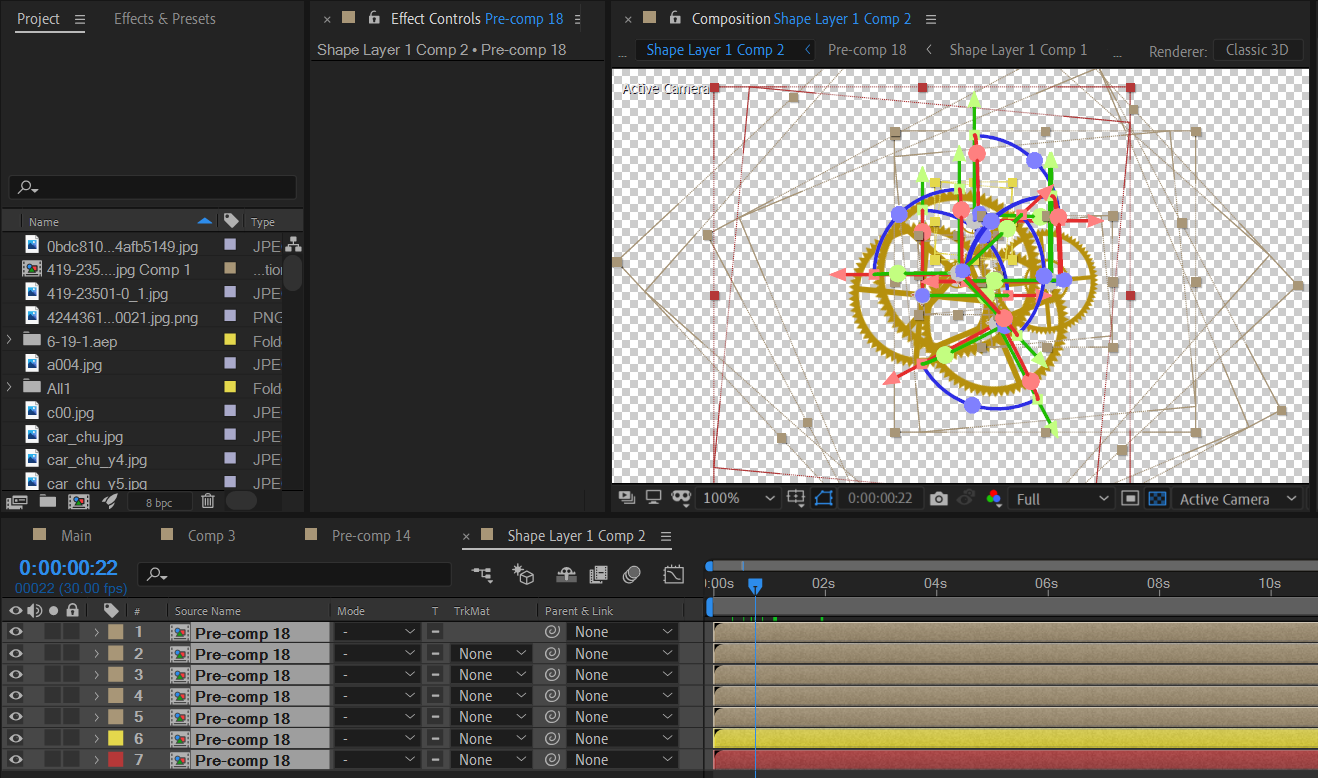 Project
Effects & Presets
Effect Controls Pre-comp 18
Composition Shape Layer 1 Comp 2
Shape Layer 1 Comp 2 • Pre-comp 18
... Shape Layer 1 Comp 2 Pre-comp 18 Shape Layer 1 Comp 1 ... Renderer: Classic 3D
Active Camera
Name Type
0bdc810...4afb5149.jpg JPE
419-235....jpg Comp 1 ...tion
419-23501-0_1.jpg JPE
4244361...0021.jpg.png PNG
6-19-1.aep Folde
a004.jpg JPE
All1 Folde
c00.jpg JPE
car_chu.jpg JPE
car_chu_y4.jpg JPE
car_chu_y5.jpg JPE
8 bpc
100% 0:00:00:22 Full Active Camera
Main Comp 3 Pre-comp 14 Shape Layer 1 Comp 2
0:00:00:22
00022 (30.00 fps)
:00s 02s 04s 06s 08s 10s
# Source Name Mode T TrkMat Parent & Link
1 Pre-comp 18 - None
2 Pre-comp 18 - None None
3 Pre-comp 18 - None None
4 Pre-comp 18 - None None
5 Pre-comp 18 - None None
6 Pre-comp 18 - None None
7 Pre-comp 18 - None None